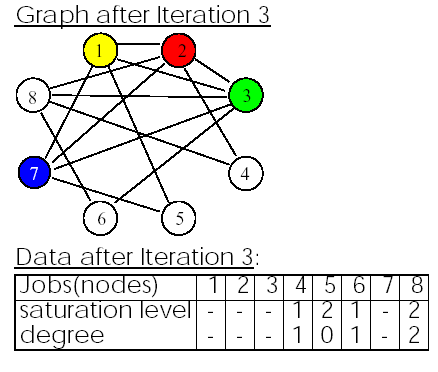 Graph after Iteration 3
1 2
8 3
7 4
6 5
Data after Iteration 3:
Jobs(nodes) 1 2 3 4 5 6 7 8
saturation level - - - 1 2 1 - 2
degree - - - 1 0 1 - 2